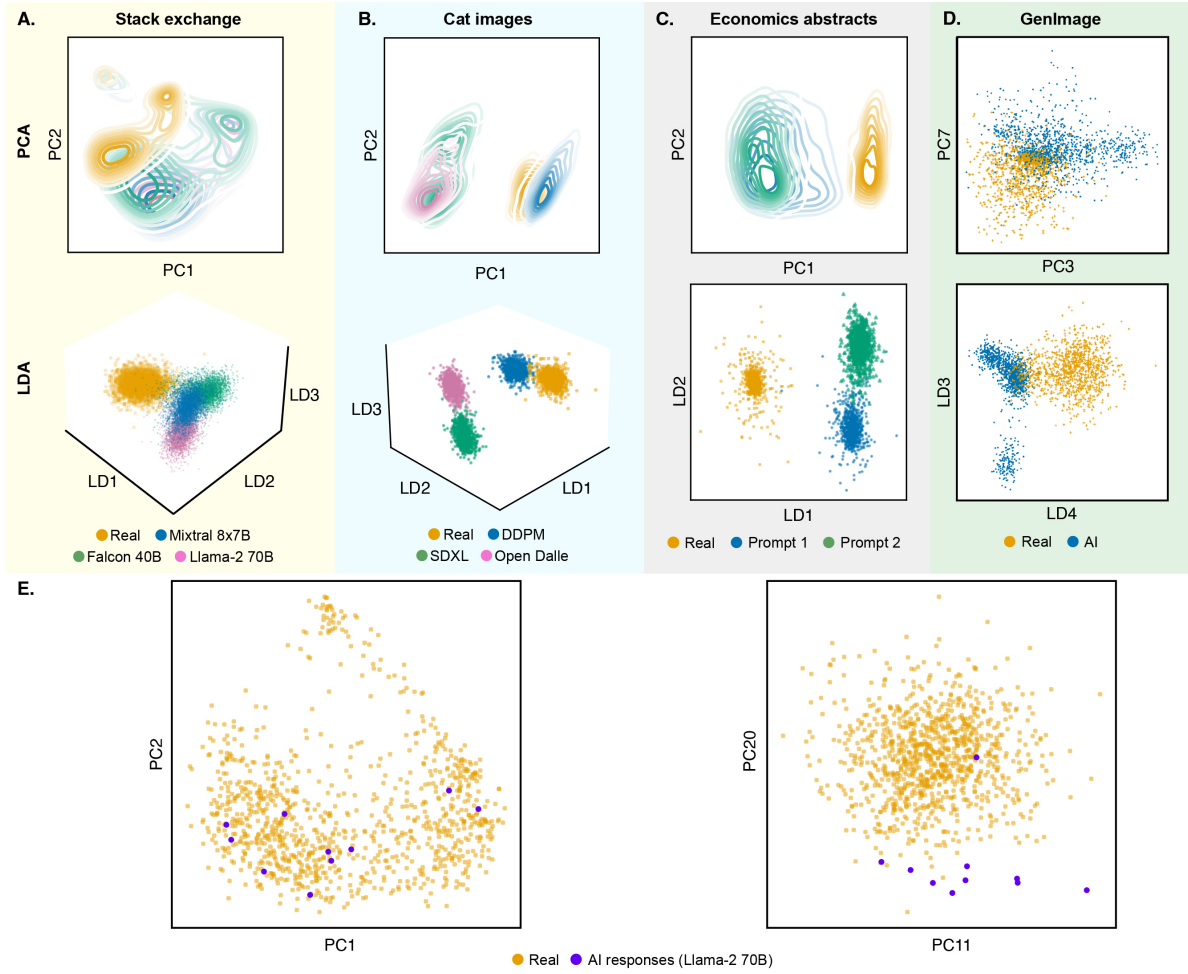 A. Stack exchange
B. Cat images
C. Economics abstracts
D. GenImage
PCA
PC2
PC1
PC2
PC1
PC2
PC1
PC7
PC3
LDA
LD1
LD2
LD3
LD3
LD2
LD1
LD2
LD1
LD3
LD4
Real Mixtral 8x7B
Falcon 40B Llama-2 70B
Real DDPM
SDXL Open Dalle
Real Prompt 1 Prompt 2
Real AI
E.
PC2
PC1
PC20
PC11
Real AI responses (Llama-2 70B)